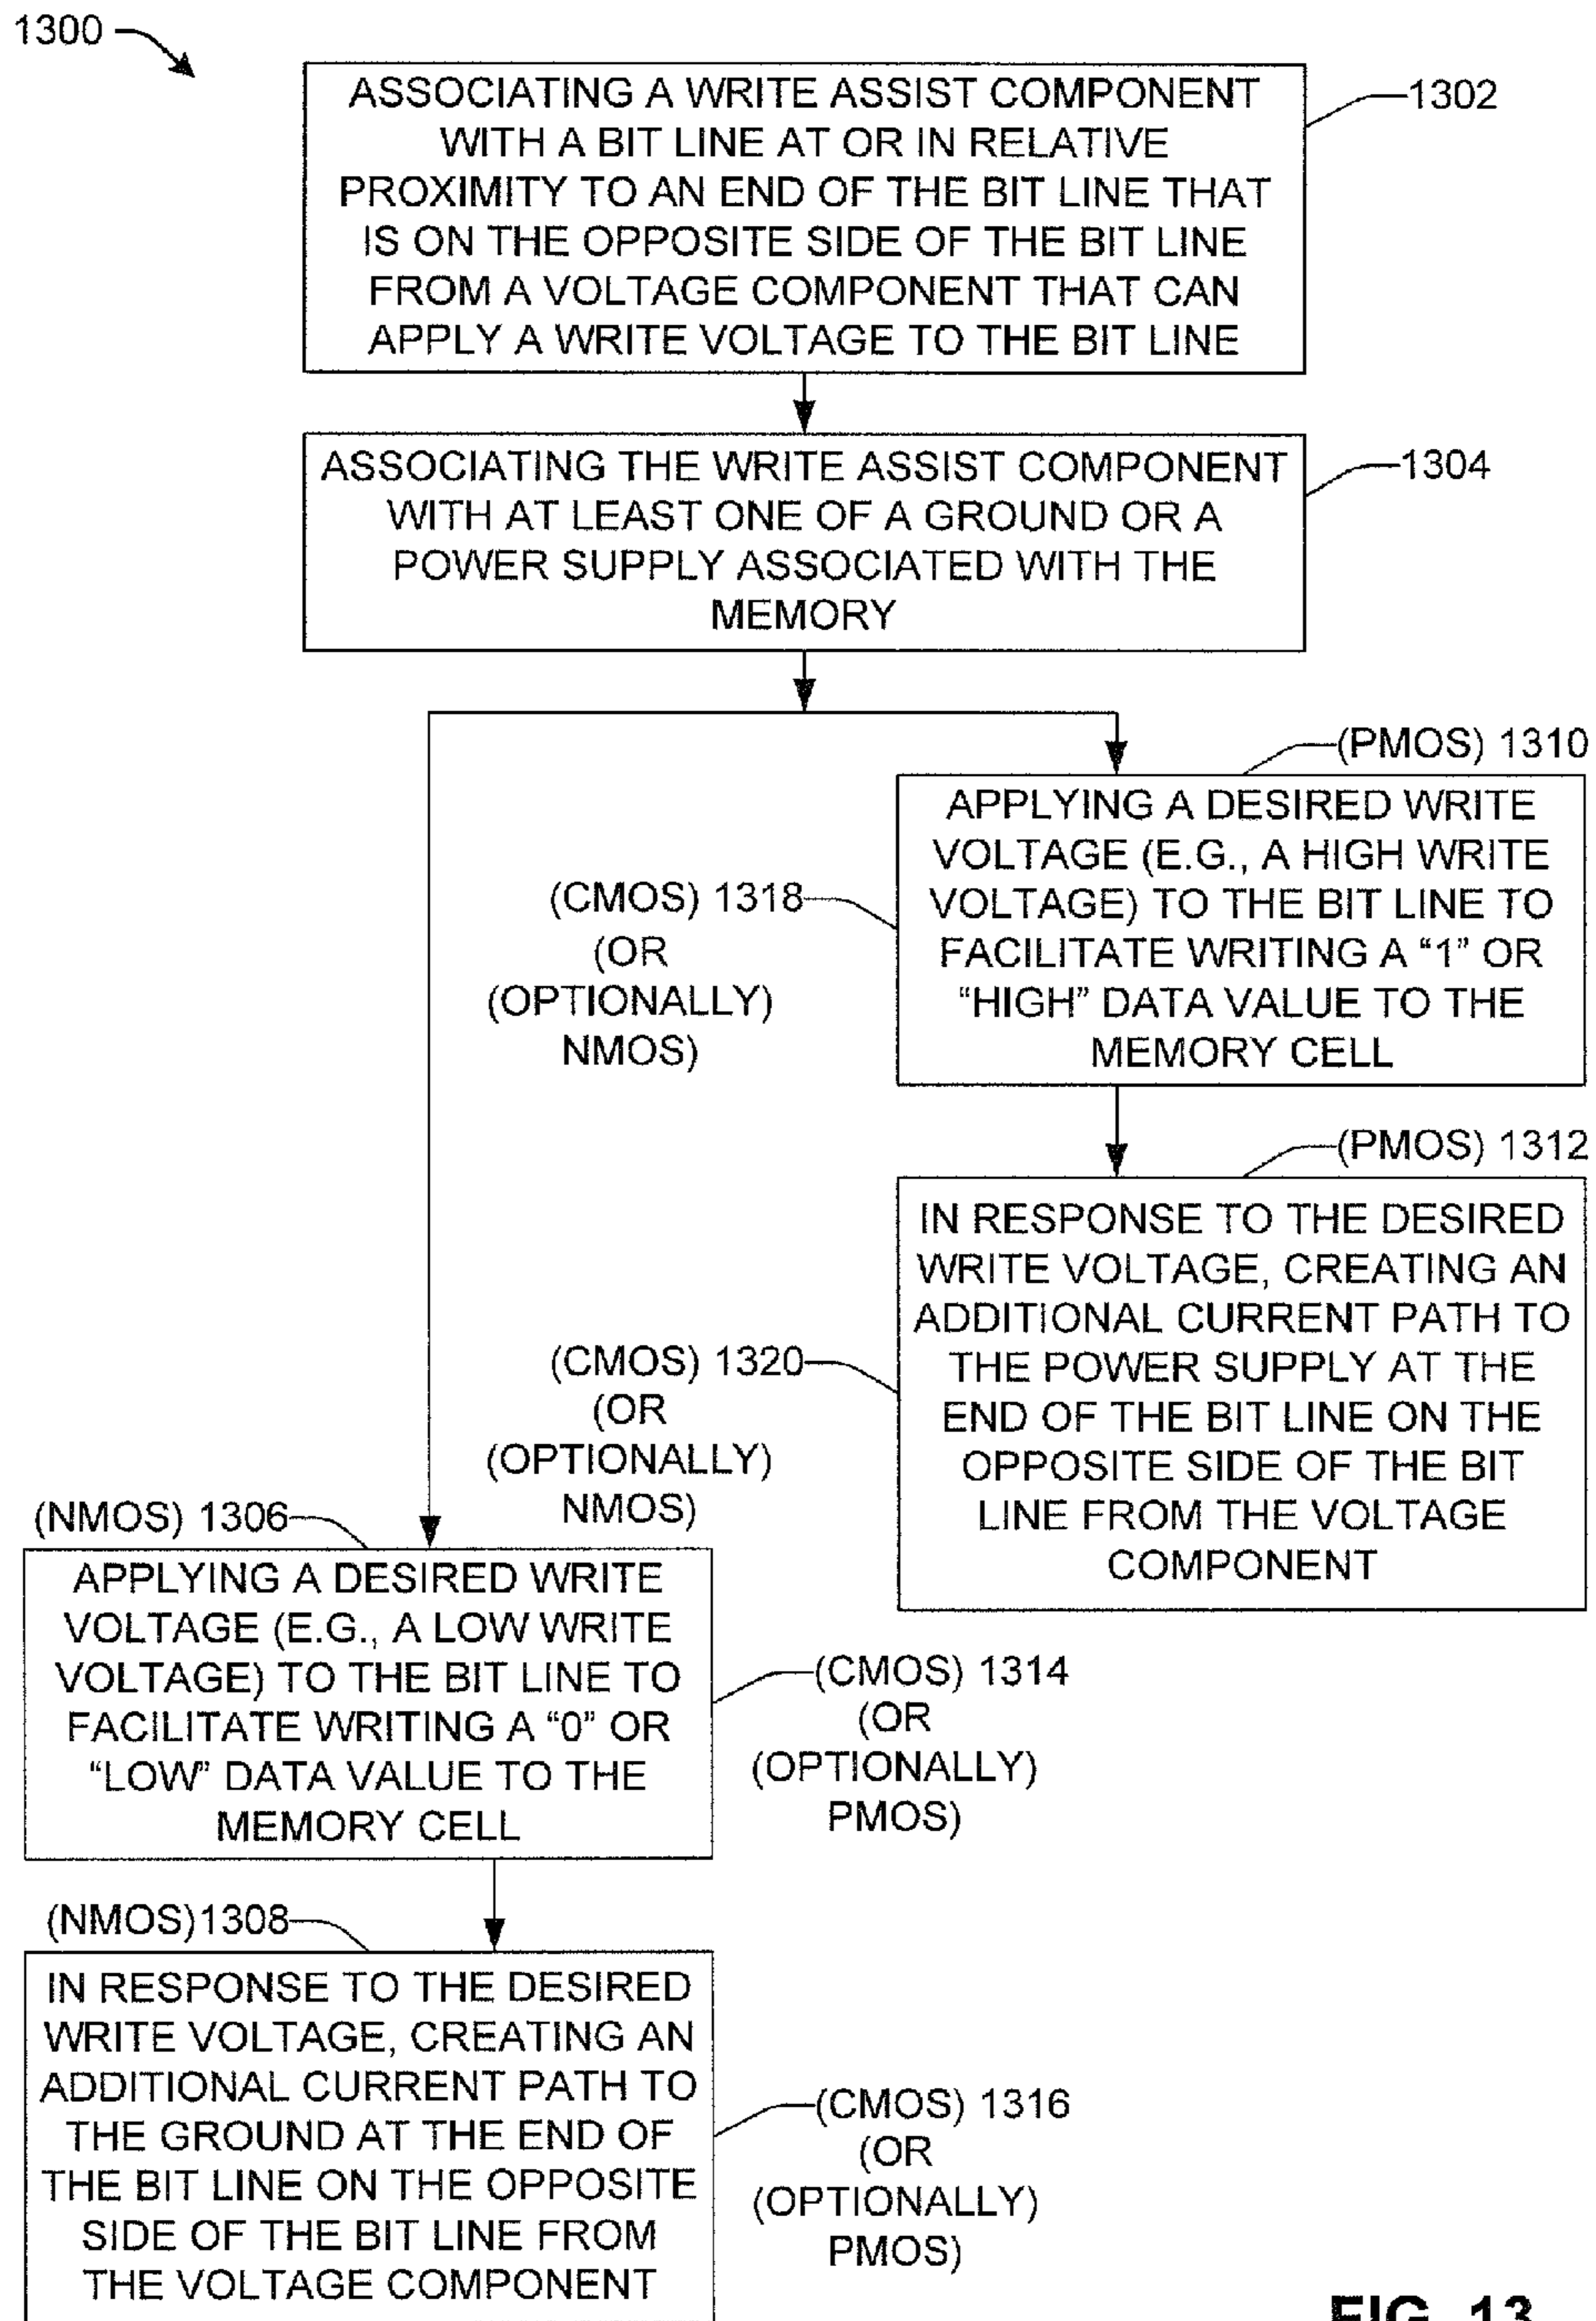 1300
ASSOCIATING A WRITE ASSIST COMPONENT
WITH A BIT LINE AT OR IN RELATIVE
PROXIMITY TO AN END OF THE BIT LINE THAT
IS ON THE OPPOSITE SIDE OF THE BIT LINE
FROM A VOLTAGE COMPONENT THAT CAN
APPLY A WRITE VOLTAGE TO THE BIT LINE
1302
ASSOCIATING THE WRITE ASSIST COMPONENT
WITH AT LEAST ONE OF A GROUND OR A
POWER SUPPLY ASSOCIATED WITH THE
MEMORY
1304
(PMOS) 1310
APPLYING A DESIRED WRITE
VOLTAGE (E.G., A HIGH WRITE
VOLTAGE) TO THE BIT LINE TO
FACILITATE WRITING A “1” OR
“HIGH” DATA VALUE TO THE
MEMORY CELL
(CMOS) 1318
(OR
(OPTIONALLY)
NMOS)
(PMOS) 1312
IN RESPONSE TO THE DESIRED
WRITE VOLTAGE, CREATING AN
ADDITIONAL CURRENT PATH TO
THE POWER SUPPLY AT THE
END OF THE BIT LINE ON THE
OPPOSITE SIDE OF THE BIT
LINE FROM THE VOLTAGE
COMPONENT
(CMOS) 1320
(OR
(OPTIONALLY)
NMOS)
(NMOS) 1306
APPLYING A DESIRED WRITE
VOLTAGE (E.G., A LOW WRITE
VOLTAGE) TO THE BIT LINE TO
FACILITATE WRITING A “0” OR
“LOW” DATA VALUE TO THE
MEMORY CELL
(CMOS) 1314
(OR
(OPTIONALLY)
PMOS)
(NMOS)1308
IN RESPONSE TO THE DESIRED
WRITE VOLTAGE, CREATING AN
ADDITIONAL CURRENT PATH TO
THE GROUND AT THE END OF
THE BIT LINE ON THE OPPOSITE
SIDE OF THE BIT LINE FROM
THE VOLTAGE COMPONENT
(CMOS) 1316
(OR
(OPTIONALLY)
PMOS)
FIG. 13